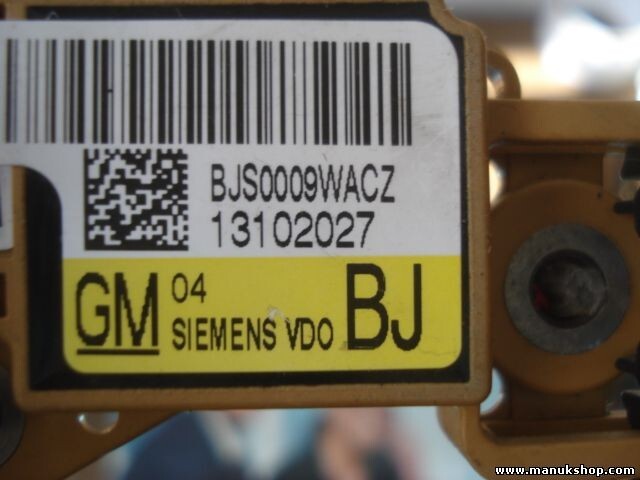 BJS0009WACZ
13102027
GM 04
SIEMENS VDO BJ
www.manukshop.com